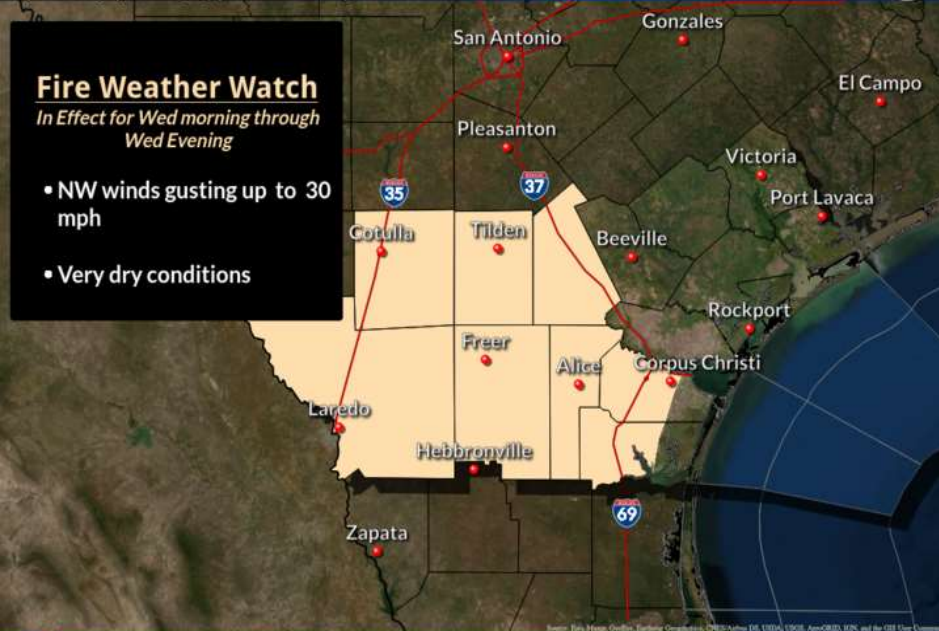 Fire Weather Watch
In Effect for Wed morning through
Wed Evening
• NW winds gusting up to 30
mph
• Very dry conditions
San Antonio
Gonzales
El Campo
Pleasanton
Victoria
Port Lavaca
35
37
Cotulla
Tilden
Beeville
Rockport
Freer
Alice
Corpus Christi
Laredo
Hebbronville
69
Zapata